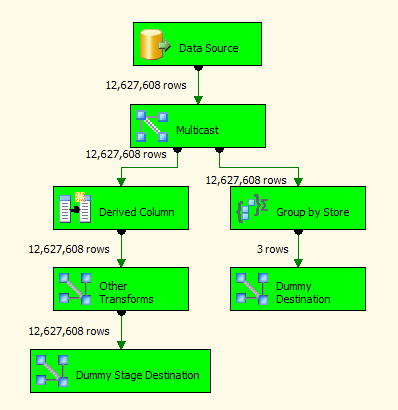 Data Source
12,627,608 rows
Multicast
12,627,608 rows
12,627,608 rows
Derived Column
Group by Store
12,627,608 rows
3 rows
Other
Transforms
Dummy
Destination
12,627,608 rows
Dummy Stage Destination